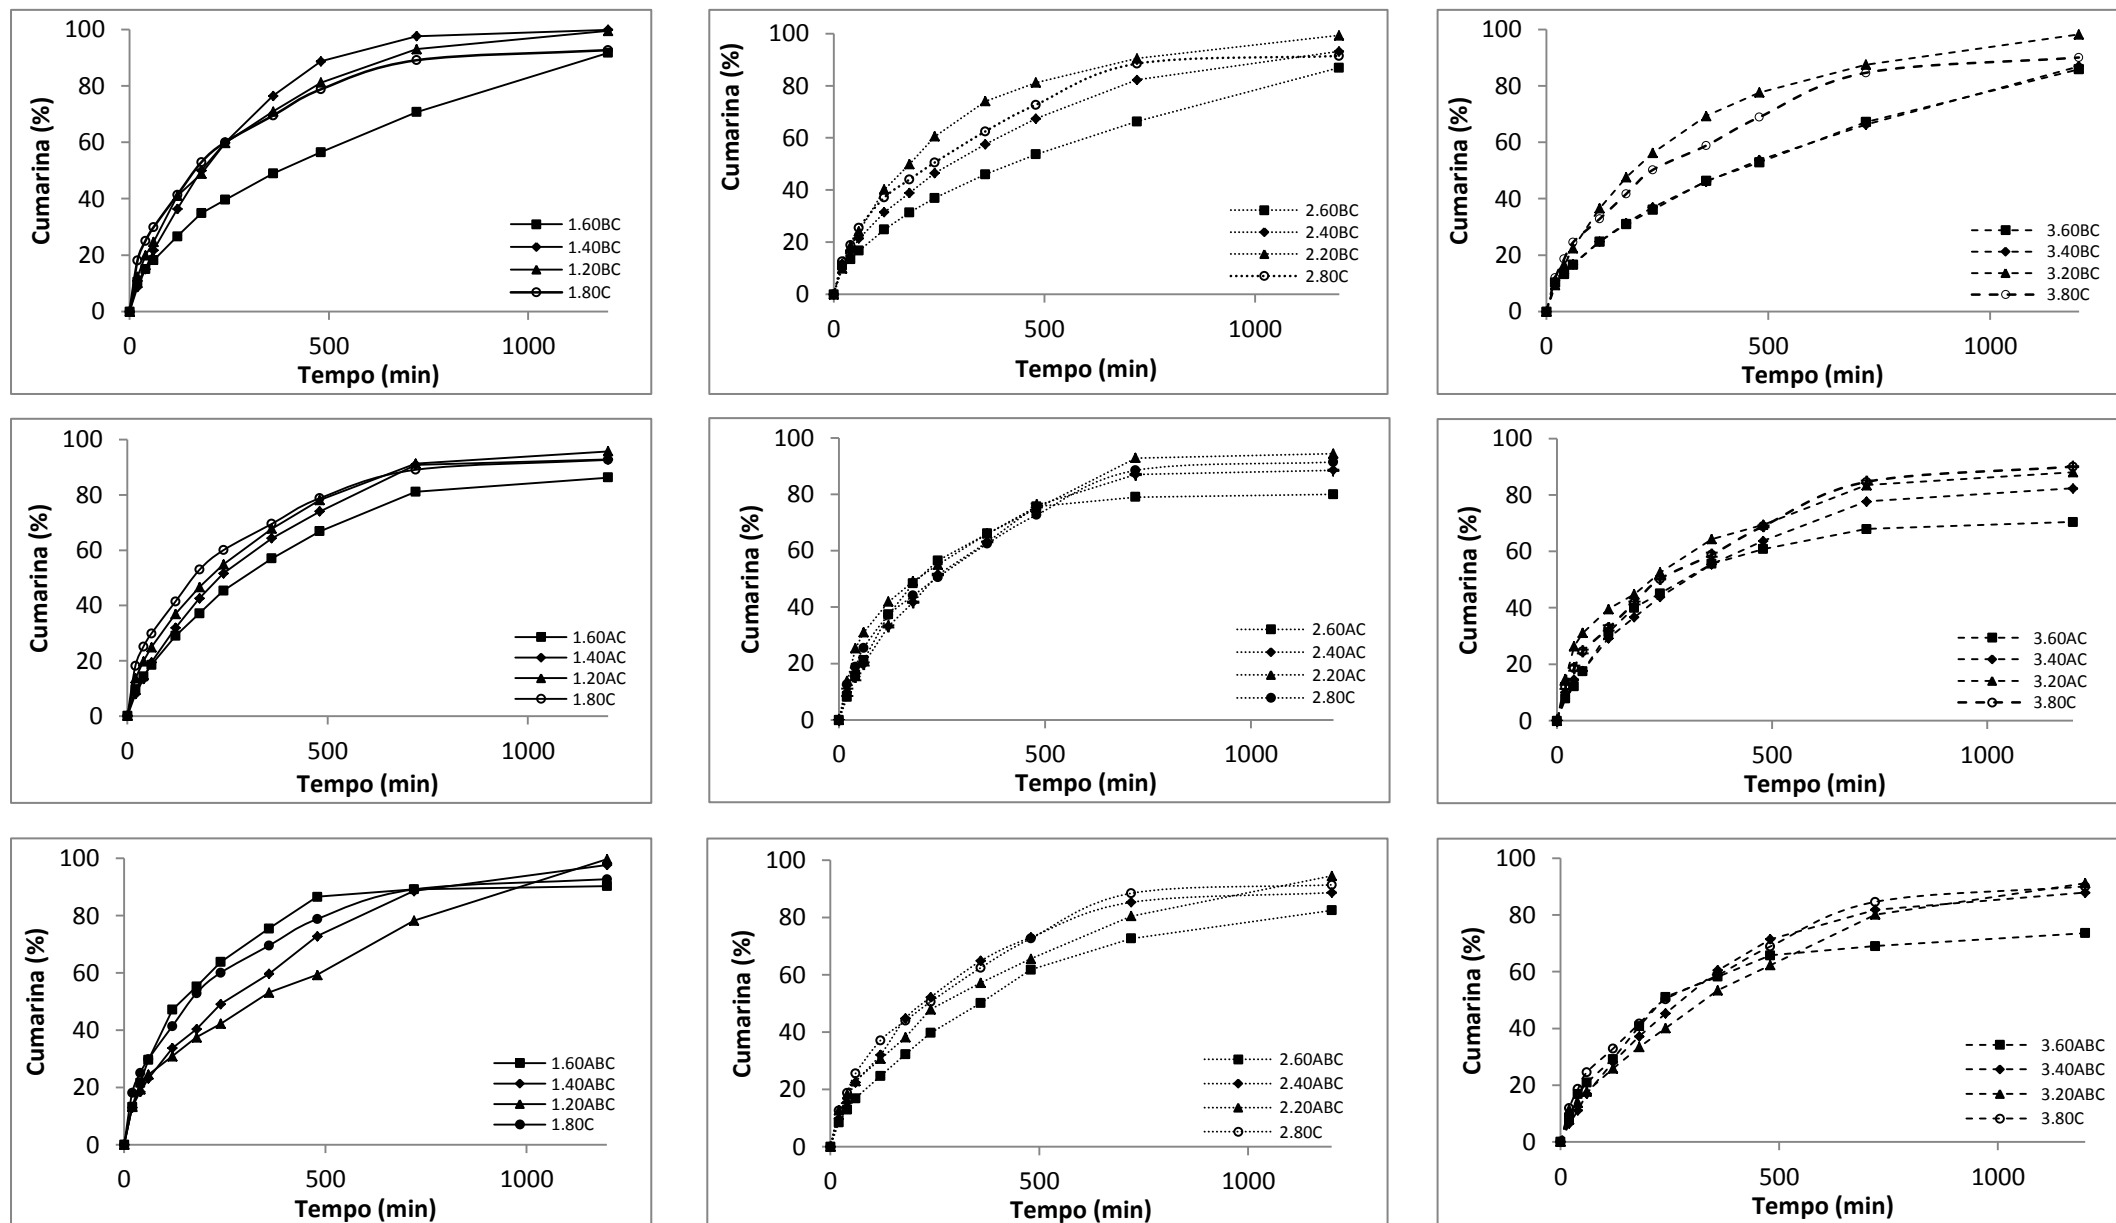 Cumarina (%)
100
80
60
40
20
0
0 500 1000
Tempo (min)
1.60BC
1.40BC
1.20BC
1.80C
Cumarina (%)
100
80
60
40
20
0
0 500 1000
Tempo (min)
2.60BC
2.40BC
2.20BC
2.80C
Cumarina (%)
100
80
60
40
20
0
0 500 1000
Tempo (min)
3.60BC
3.40BC
3.20BC
3.80C
Cumarina (%)
100
80
60
40
20
0
0 500 1000
Tempo (min)
1.60AC
1.40AC
1.20AC
1.80C
Cumarina (%)
100
80
60
40
20
0
0 500 1000
Tempo (min)
2.60AC
2.40AC
2.20AC
2.80C
Cumarina (%)
100
80
60
40
20
0
0 500 1000
Tempo (min)
3.60AC
3.40AC
3.20AC
3.80C
Cumarina (%)
100
80
60
40
20
0
0 500 1000
Tempo (min)
1.60ABC
1.40ABC
1.20ABC
1.80C
Cumarina (%)
100
80
60
40
20
0
0 500 1000
Tempo (min)
2.60ABC
2.40ABC
2.20ABC
2.80C
Cumarina (%)
100
80
60
40
20
0
0 500 1000
Tempo (min)
3.60ABC
3.40ABC
3.20ABC
3.80C